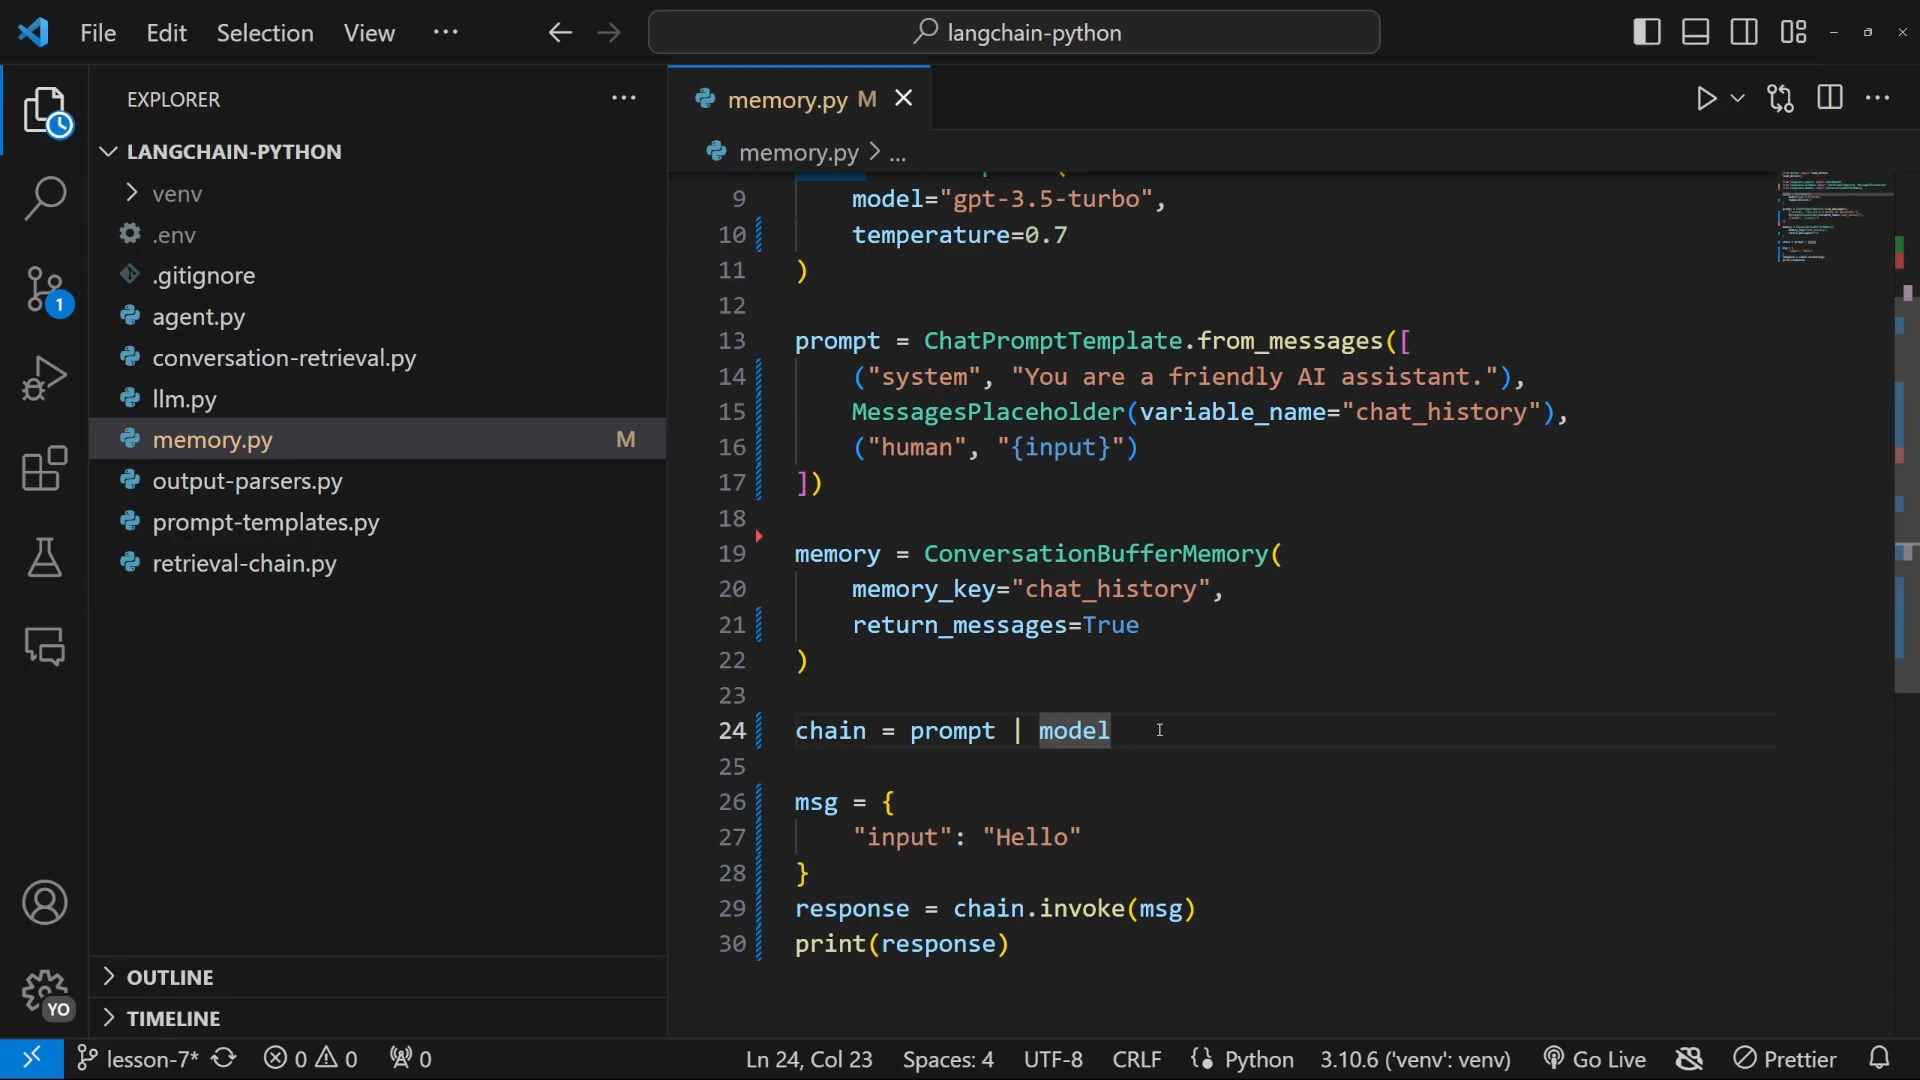 File Edit Selection View
langchain-python
EXPLORER
LANGCHAIN-PYTHON
venv
.env
.gitignore
agent.py
conversation-retrieval.py
llm.py
memory.py M
output-parsers.py
prompt-templates.py
retrieval-chain.py
OUTLINE
TIMELINE
1
YO
memory.py M
memory.py > ...
9 model="gpt-3.5-turbo",
10 temperature=0.7
11 )
12
13 prompt = ChatPromptTemplate.from_messages([
14 ("system", "You are a friendly AI assistant."),
15 MessagesPlaceholder(variable_name="chat_history"),
16 ("human", "{input}")
17 ])
18
19 memory = ConversationBufferMemory(
20 memory_key="chat_history",
21 return_messages=True
22 )
23
24 chain = prompt | model
25
26 msg = {
27 "input": "Hello"
28 }
29 response = chain.invoke(msg)
30 print(response)
lesson-7* 0 0 0 Ln 24, Col 23 Spaces: 4 UTF-8 CRLF Python 3.10.6 ('venv': venv) Go Live Prettier